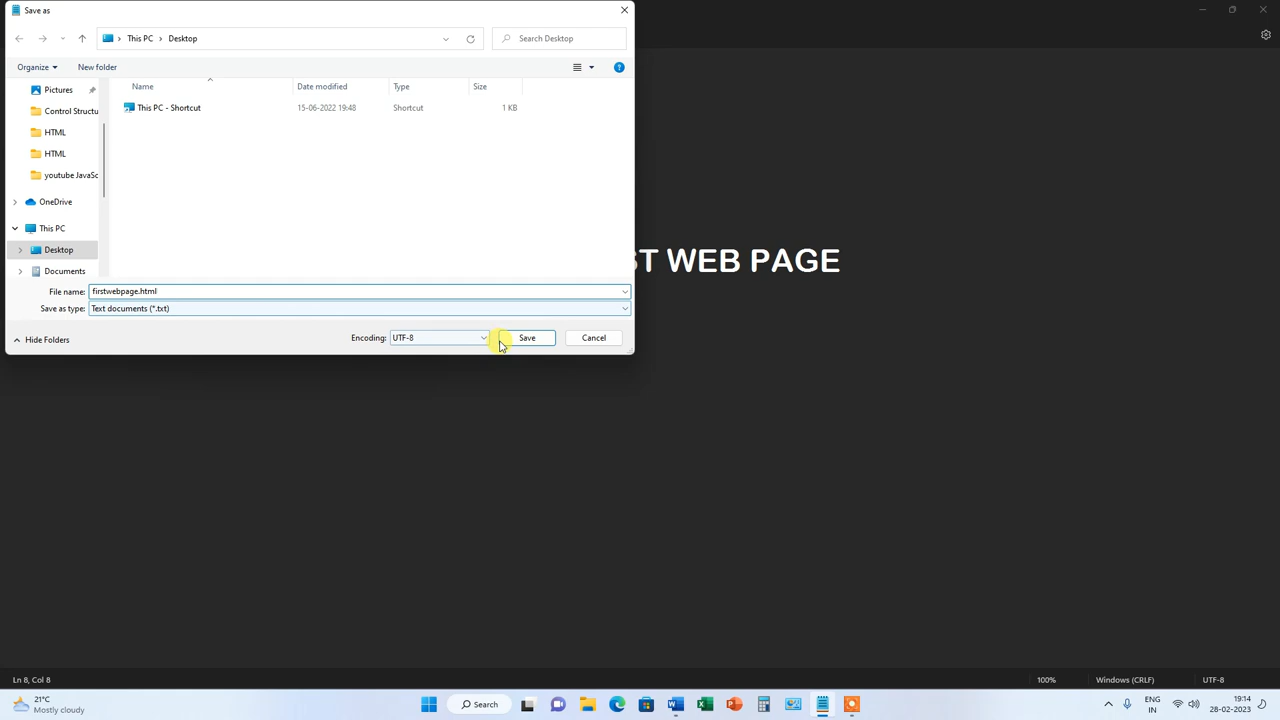 Save as
This PC > Desktop
Search Desktop
Organize
New folder
Name
Date modified
Type
Size
Pictures
Control Structu
HTML
HTML
youtube JavaSc
OneDrive
This PC
Desktop
Documents
This PC - Shortcut
15-06-2022 19:48
Shortcut
1 KB
ST WEB PAGE
File name:
firstwebpage.html
Save as type:
Text documents (*.txt)
Hide Folders
Encoding:
UTF-8
Save
Cancel
Ln 8, Col 8
100%
Windows (CRLF)
UTF-8
21°C
Mostly cloudy
Search
ENG
IN
19:14
28-02-2023